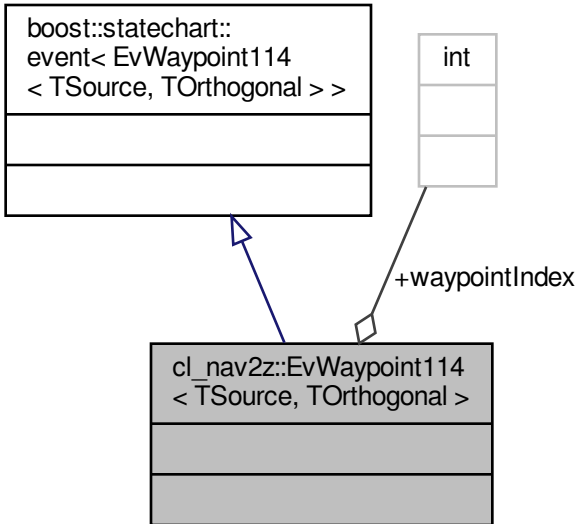 boost::statechart::
event< EvWaypoint114
< TSource, TOrthogonal > >
int
+waypointIndex
cl_nav2z::EvWaypoint114
< TSource, TOrthogonal >